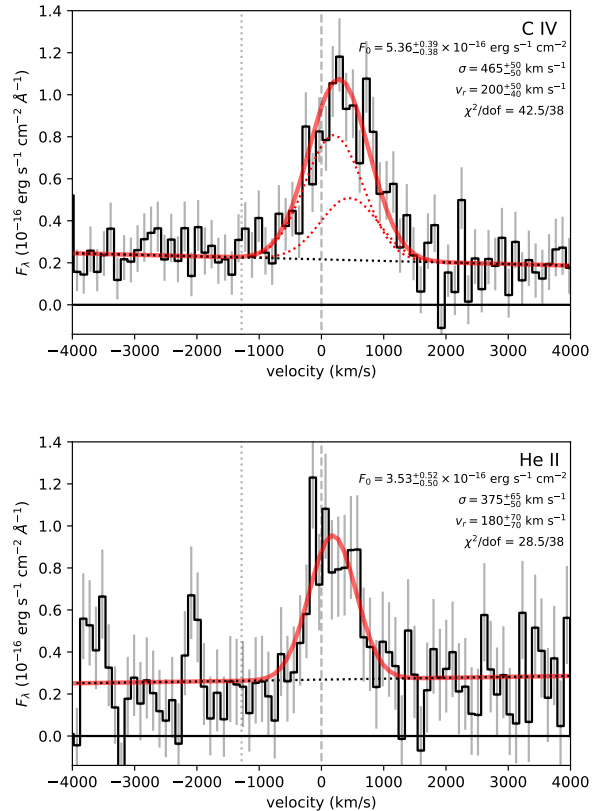 C IV
F₀ = 5.36⁺⁰·³⁹₋₀.₃₈ × 10⁻¹⁶ erg s⁻¹ cm⁻²
σ = 465⁺⁵⁰₋₅₀ km s⁻¹
vᵣ = 200⁺⁵⁰₋₄₀ km s⁻¹
χ²/dof = 42.5/38
1.4
1.2
1.0
0.8
0.6
0.4
0.2
0.0
F_λ (10⁻¹⁶ erg s⁻¹ cm⁻² Å⁻¹)
−4000 −3000 −2000 −1000 0 1000 2000 3000 4000
velocity (km/s)
He II
F₀ = 3.53⁺⁰·⁵²₋₀.₅₀ × 10⁻¹⁶ erg s⁻¹ cm⁻²
σ = 375⁺⁶⁵₋₅₀ km s⁻¹
vᵣ = 180⁺⁷⁰₋₇₀ km s⁻¹
χ²/dof = 28.5/38
1.4
1.2
1.0
0.8
0.6
0.4
0.2
0.0
F_λ (10⁻¹⁶ erg s⁻¹ cm⁻² Å⁻¹)
−4000 −3000 −2000 −1000 0 1000 2000 3000 4000
velocity (km/s)